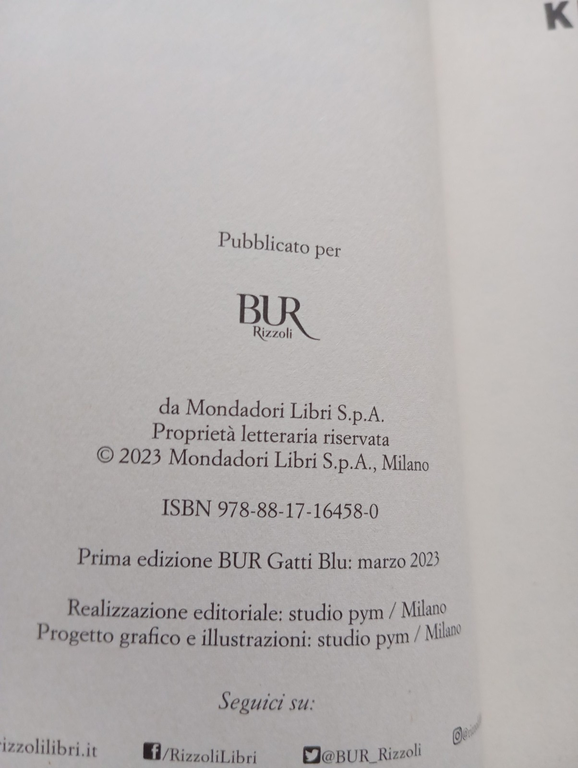 K
Pubblicato per
BUR
Rizzoli
da Mondadori Libri S.p.A.
Proprietà letteraria riservata
© 2023 Mondadori Libri S.p.A., Milano
ISBN 978-88-17-16458-0
Prima edizione BUR Gatti Blu: marzo 2023
Realizzazione editoriale: studio pym / Milano
Progetto grafico e illustrazioni: studio pym / Milano
Seguici su:
izzolilibri.it /RizzoliLibri @BUR_Rizzoli